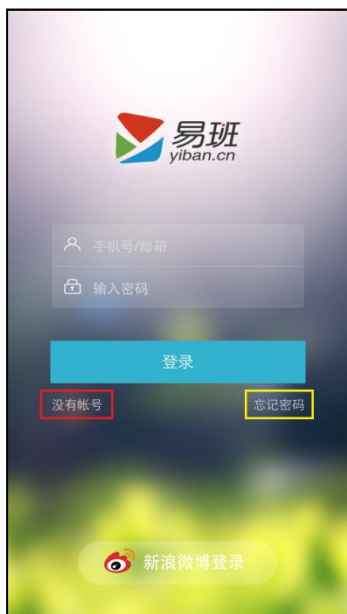 易班
yiban.cn
手机号/邮箱
输入密码
登录
没有帐号
忘记密码
新浪微博登录